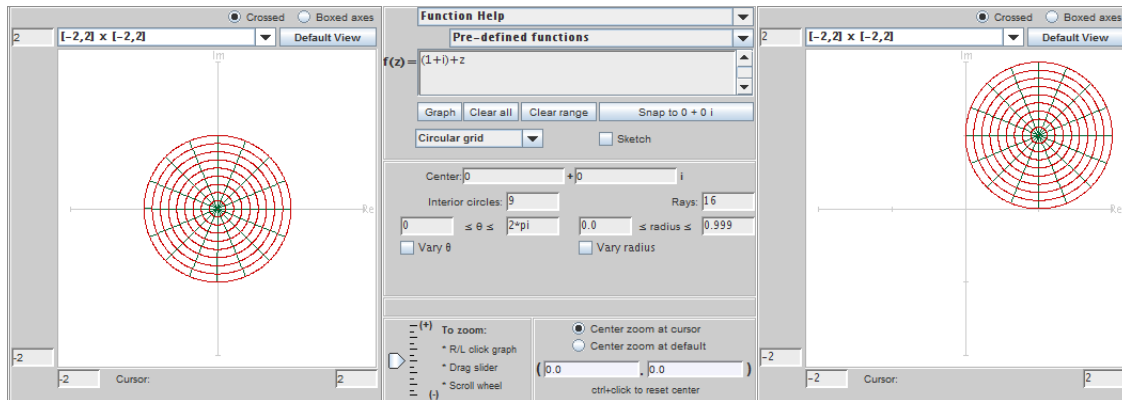 Crossed Boxed axes
2 [-2,2] x [-2,2] Default View
Im
Re
-2
-2 Cursor: 2
Function Help
Pre-defined functions
f(z) = (1+i)+z
Graph Clear all Clear range Snap to 0 + 0 i
Circular grid Sketch
Center: 0 + 0 i
Interior circles: 9 Rays: 16
0 ≤ θ ≤ 2*pi 0.0 ≤ radius ≤ 0.999
Vary θ Vary radius
(+) To zoom:
* R/L click graph
* Drag slider
* Scroll wheel
(-)
Center zoom at cursor
Center zoom at default
( 0.0 , 0.0 )
ctrl+click to reset center
Crossed Boxed axes
2 [-2,2] x [-2,2] Default View
Im
Re
-2
-2 Cursor: 2